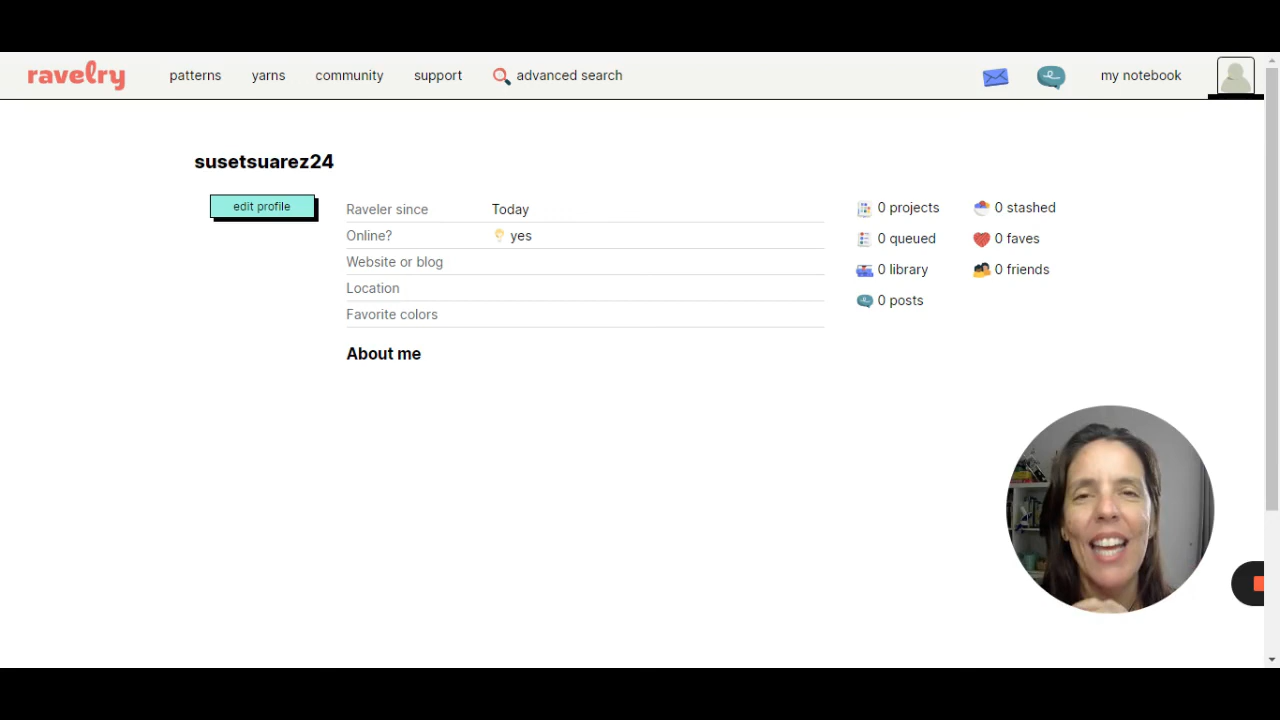 ravelry patterns yarns community support advanced search my notebook
susetsuarez24
edit profile
Raveler since Today
Online? yes
Website or blog
Location
Favorite colors
About me
0 projects 0 stashed
0 queued 0 faves
0 library 0 friends
0 posts